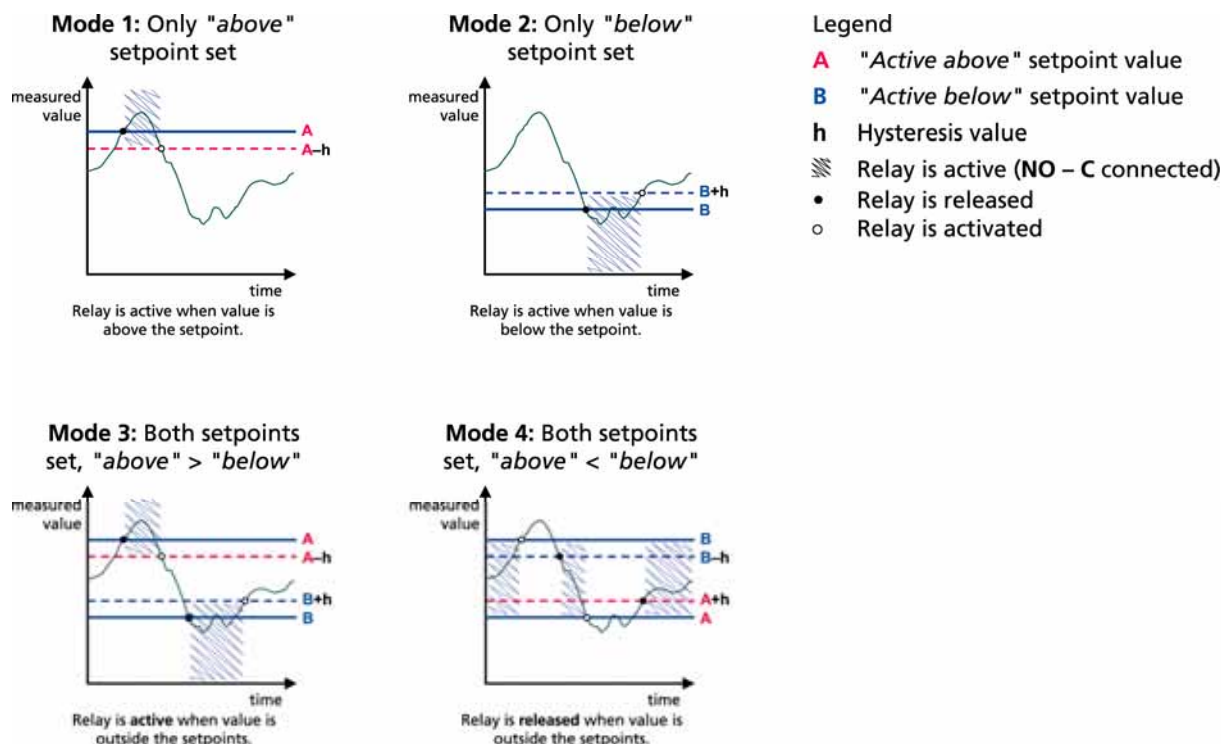 Mode 1: Only "above"
setpoint set
measured
value
A
A–h
time
Relay is active when value is
above the setpoint.
Mode 2: Only "below"
setpoint set
measured
value
B+h
B
time
Relay is active when value is
below the setpoint.
Legend
A "Active above" setpoint value
B "Active below" setpoint value
h Hysteresis value
Relay is active (NO – C connected)
Relay is released
Relay is activated
Mode 3: Both setpoints
set, "above" > "below"
measured
value
A
A–h
B+h
B
time
Relay is active when value is
outside the setpoints.
Mode 4: Both setpoints
set, "above" < "below"
measured
value
B
B–h
A+h
A
time
Relay is released when value is
outside the setpoints.